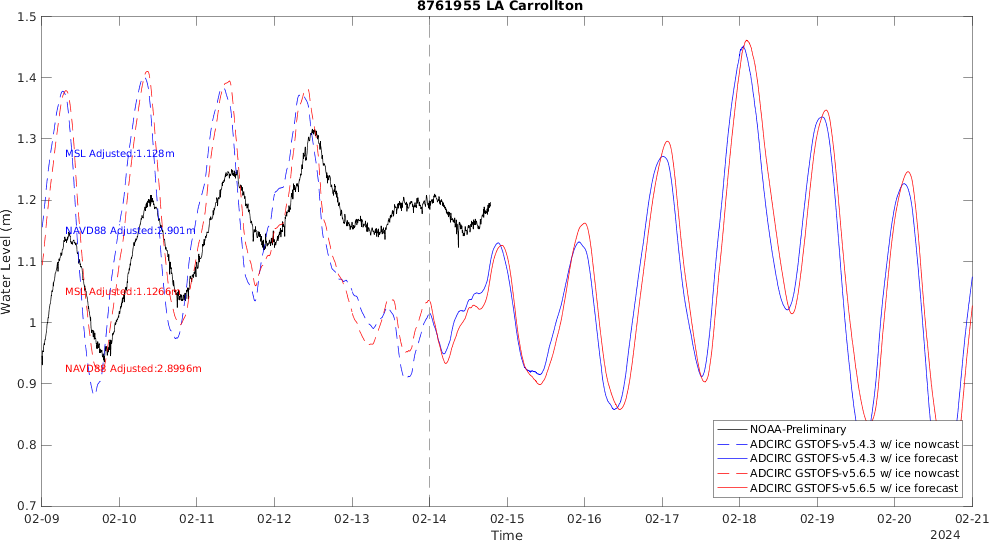 8761955 LA Carrollton
1.5
1.4
1.3
1.2
1.1
1
0.9
0.8
0.7
Water Level (m)
MSL Adjusted:1.128m
NAVD88 Adjusted:2.901m
MSL Adjusted:1.1266m
NAVD88 Adjusted:2.8996m
NOAA-Preliminary
ADCIRC GSTOFS-v5.4.3 w/ ice nowcast
ADCIRC GSTOFS-v5.4.3 w/ ice forecast
ADCIRC GSTOFS-v5.6.5 w/ ice nowcast
ADCIRC GSTOFS-v5.6.5 w/ ice forecast
02-09 02-10 02-11 02-12 02-13 02-14 02-15 02-16 02-17 02-18 02-19 02-20 02-21
Time
2024